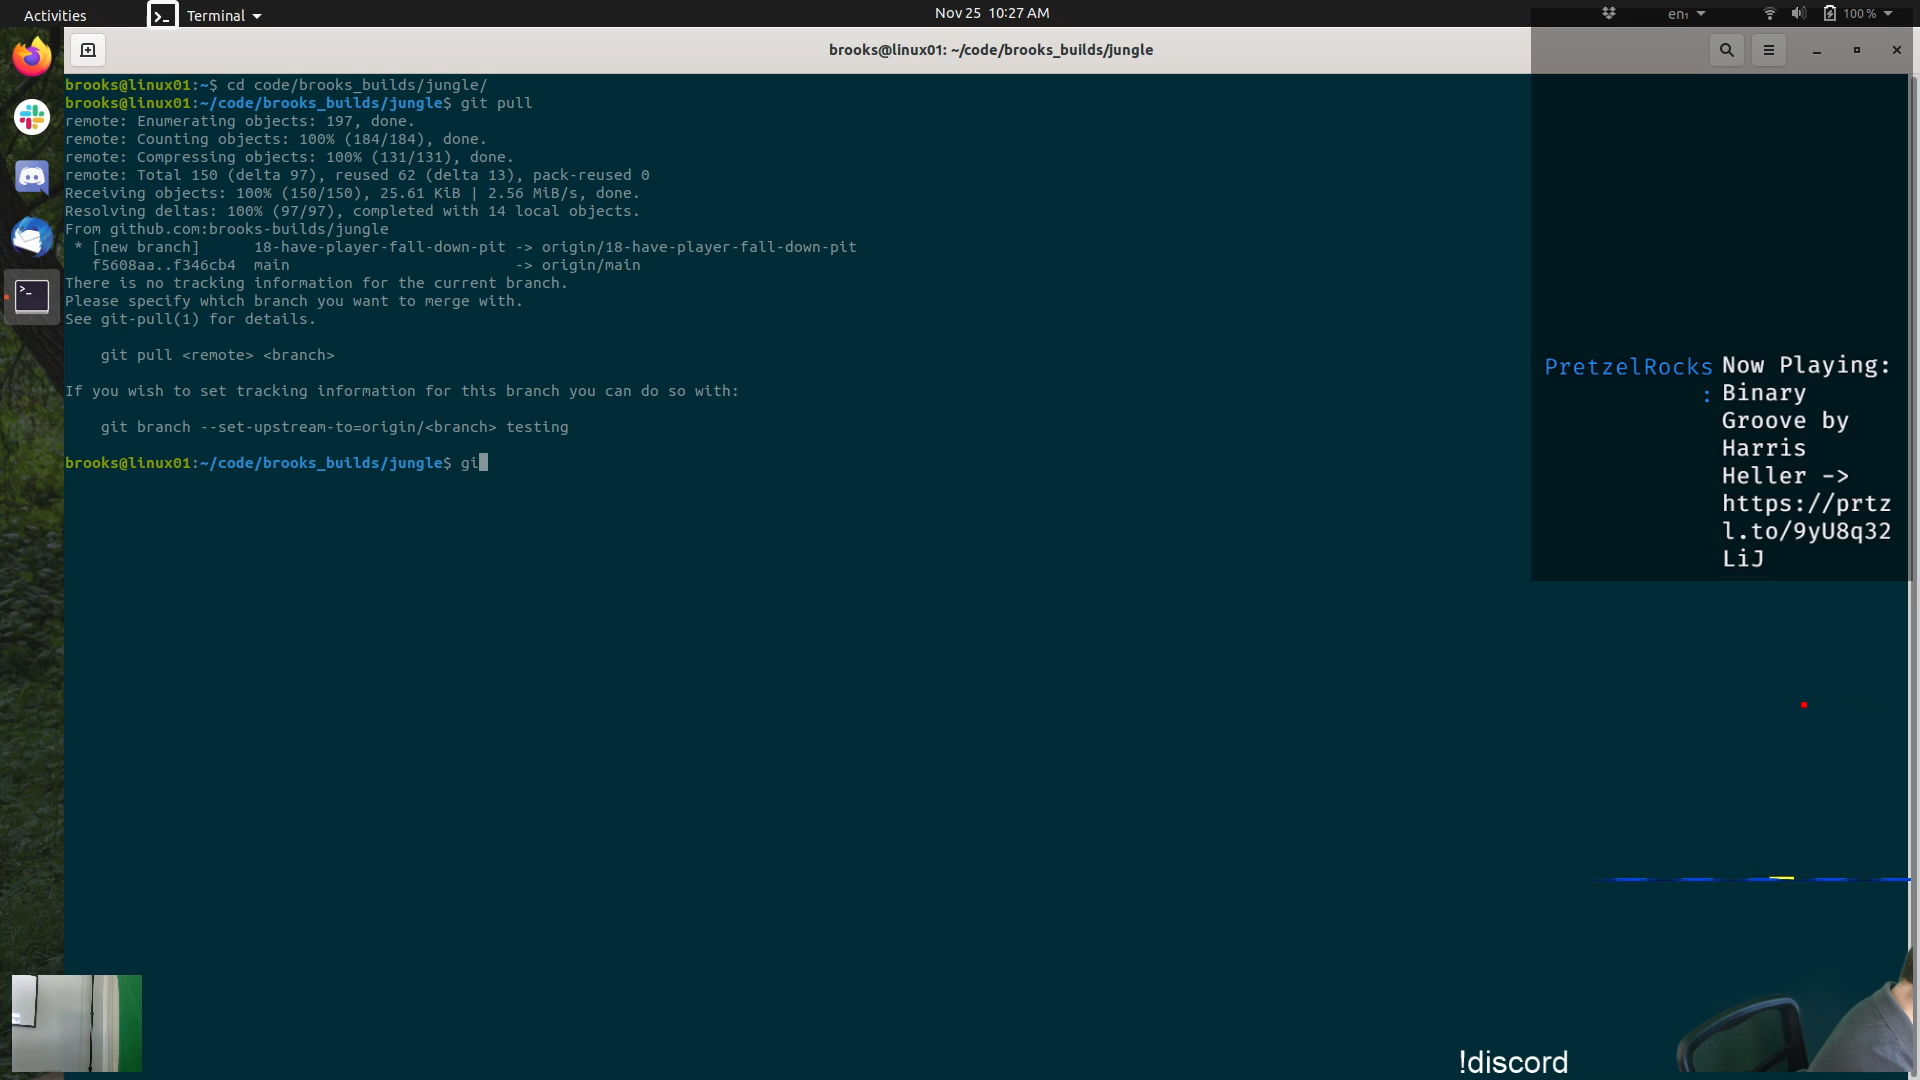 Activities
Terminal
Nov 25 10:27 AM
en₁
100 %
brooks@linux01: ~/code/brooks_builds/jungle
brooks@linux01:~$ cd code/brooks_builds/jungle/
brooks@linux01:~/code/brooks_builds/jungle$ git pull
remote: Enumerating objects: 197, done.
remote: Counting objects: 100% (184/184), done.
remote: Compressing objects: 100% (131/131), done.
remote: Total 150 (delta 97), reused 62 (delta 13), pack-reused 0
Receiving objects: 100% (150/150), 25.61 KiB | 2.56 MiB/s, done.
Resolving deltas: 100% (97/97), completed with 14 local objects.
From github.com:brooks-builds/jungle
* [new branch]      18-have-player-fall-down-pit -> origin/18-have-player-fall-down-pit
f5608aa..f346cb4  main                         -> origin/main
There is no tracking information for the current branch.
Please specify which branch you want to merge with.
See git-pull(1) for details.
git pull <remote> <branch>
If you wish to set tracking information for this branch you can do so with:
git branch --set-upstream-to=origin/<branch> testing
brooks@linux01:~/code/brooks_builds/jungle$ gi
PretzelRocks
:
Now Playing:
Binary
Groove by
Harris
Heller ->
https://prtz
l.to/9yU8q32
LiJ
!discord